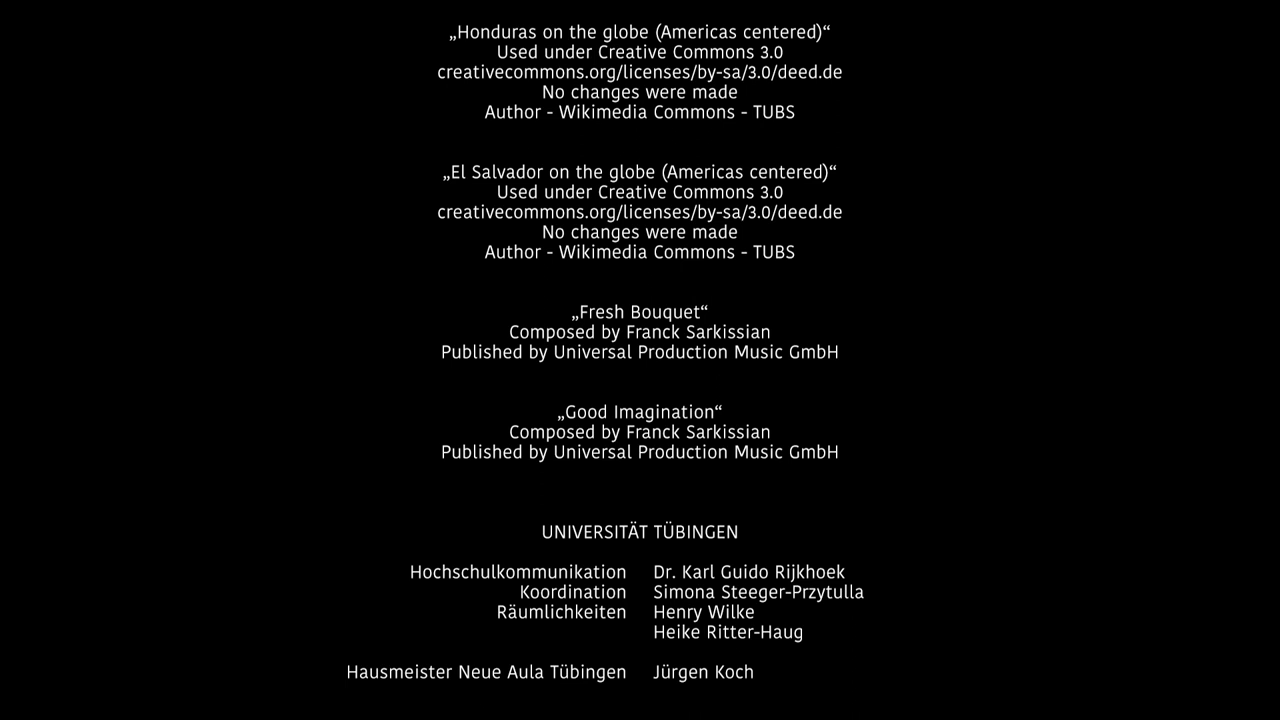 „Honduras on the globe (Americas centered)“
Used under Creative Commons 3.0
creativecommons.org/licenses/by-sa/3.0/deed.de
No changes were made
Author - Wikimedia Commons - TUBS
„El Salvador on the globe (Americas centered)“
Used under Creative Commons 3.0
creativecommons.org/licenses/by-sa/3.0/deed.de
No changes were made
Author - Wikimedia Commons - TUBS
„Fresh Bouquet“
Composed by Franck Sarkissian
Published by Universal Production Music GmbH
„Good Imagination“
Composed by Franck Sarkissian
Published by Universal Production Music GmbH
UNIVERSITÄT TÜBINGEN
Hochschulkommunikation Dr. Karl Guido Rijkhoek
Koordination Simona Steeger-Przytulla
Räumlichkeiten Henry Wilke
Heike Ritter-Haug
Hausmeister Neue Aula Tübingen Jürgen Koch